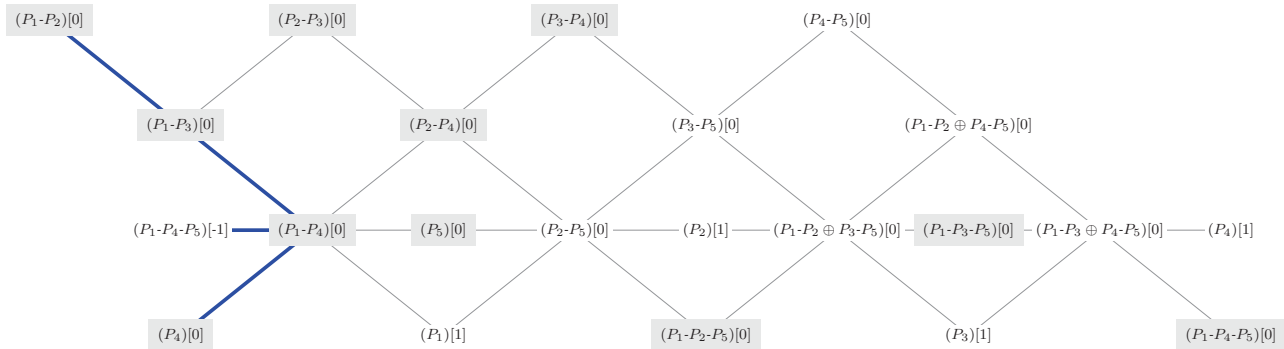 (P₁-P₂)[0] (P₂-P₃)[0] (P₃-P₄)[0] (P₄-P₅)[0]
(P₁-P₃)[0] (P₂-P₄)[0] (P₃-P₅)[0] (P₁-P₂ ⊕ P₄-P₅)[0]
(P₁-P₄-P₅)[-1] (P₁-P₄)[0] (P₅)[0] (P₂-P₅)[0] (P₂)[1] (P₁-P₂ ⊕ P₃-P₅)[0] (P₁-P₃-P₅)[0] (P₁-P₃ ⊕ P₄-P₅)[0] (P₄)[1]
(P₄)[0] (P₁)[1] (P₁-P₂-P₅)[0] (P₃)[1] (P₁-P₄-P₅)[0]